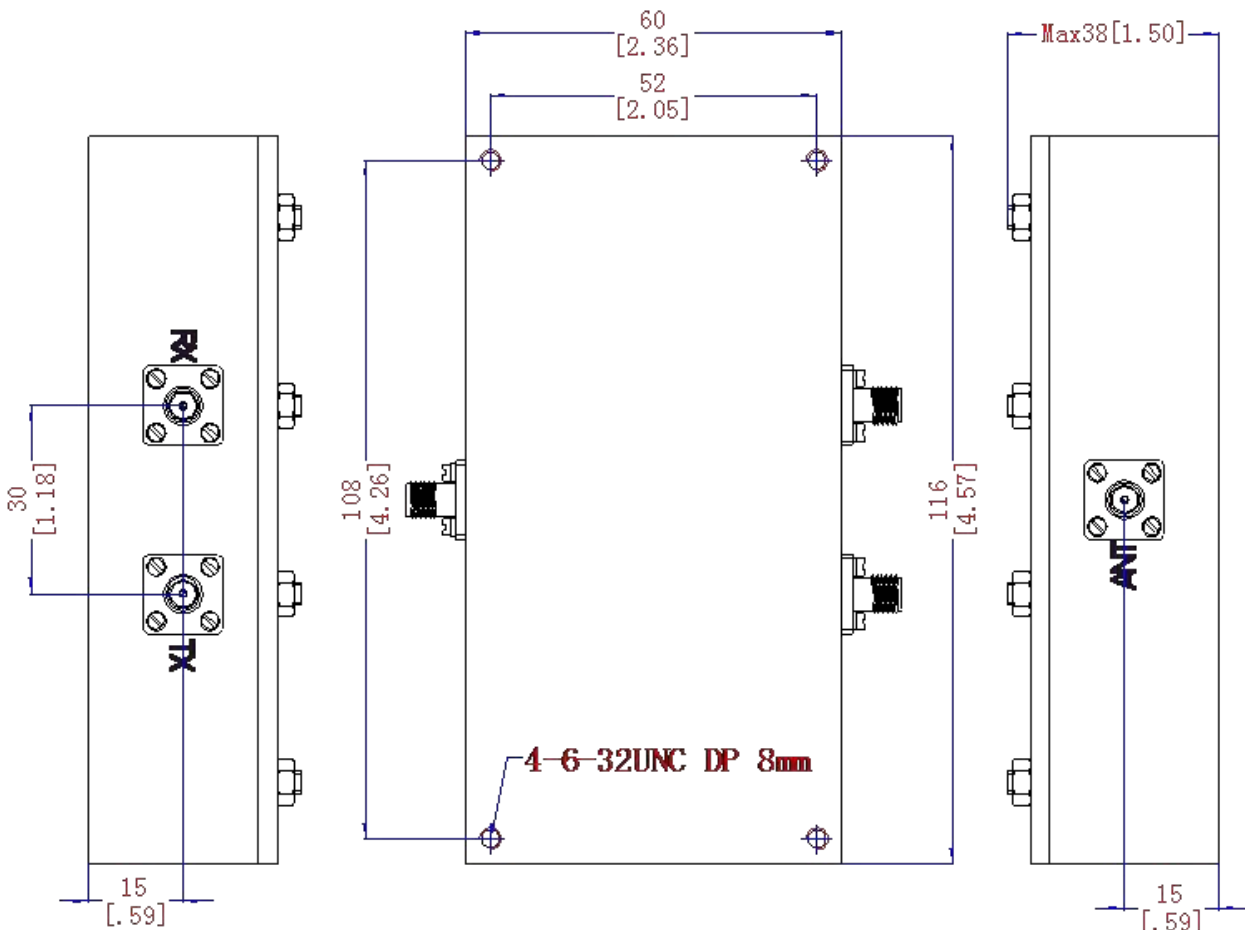 60
[2.36]
Max38[1.50]
52
[2.05]
RX
30
[1.18]
108
[4.26]
116
[4.57]
ANT
TX
4-6-32UNC DP 8mm
15
[.59]
15
[.59]